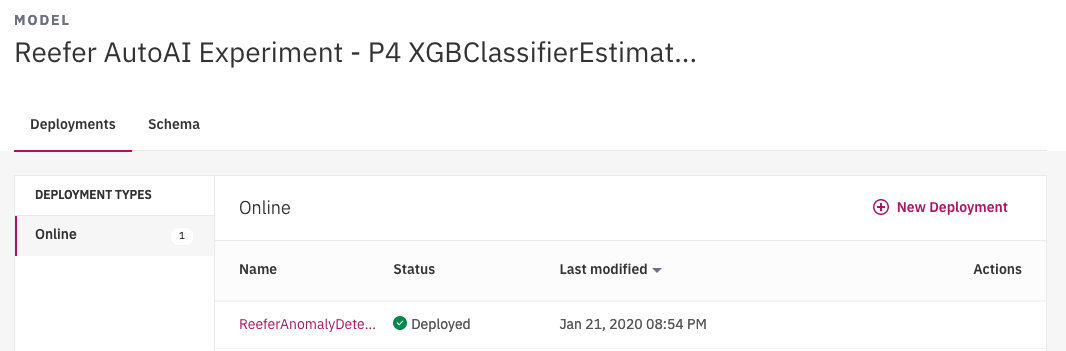 MODEL
Reefer AutoAI Experiment - P4 XGBClassifierEstimat...
Deployments Schema
DEPLOYMENT TYPES
Online 1
Online New Deployment
Name Status Last modified Actions
ReeferAnomalyDete... Deployed Jan 21, 2020 08:54 PM